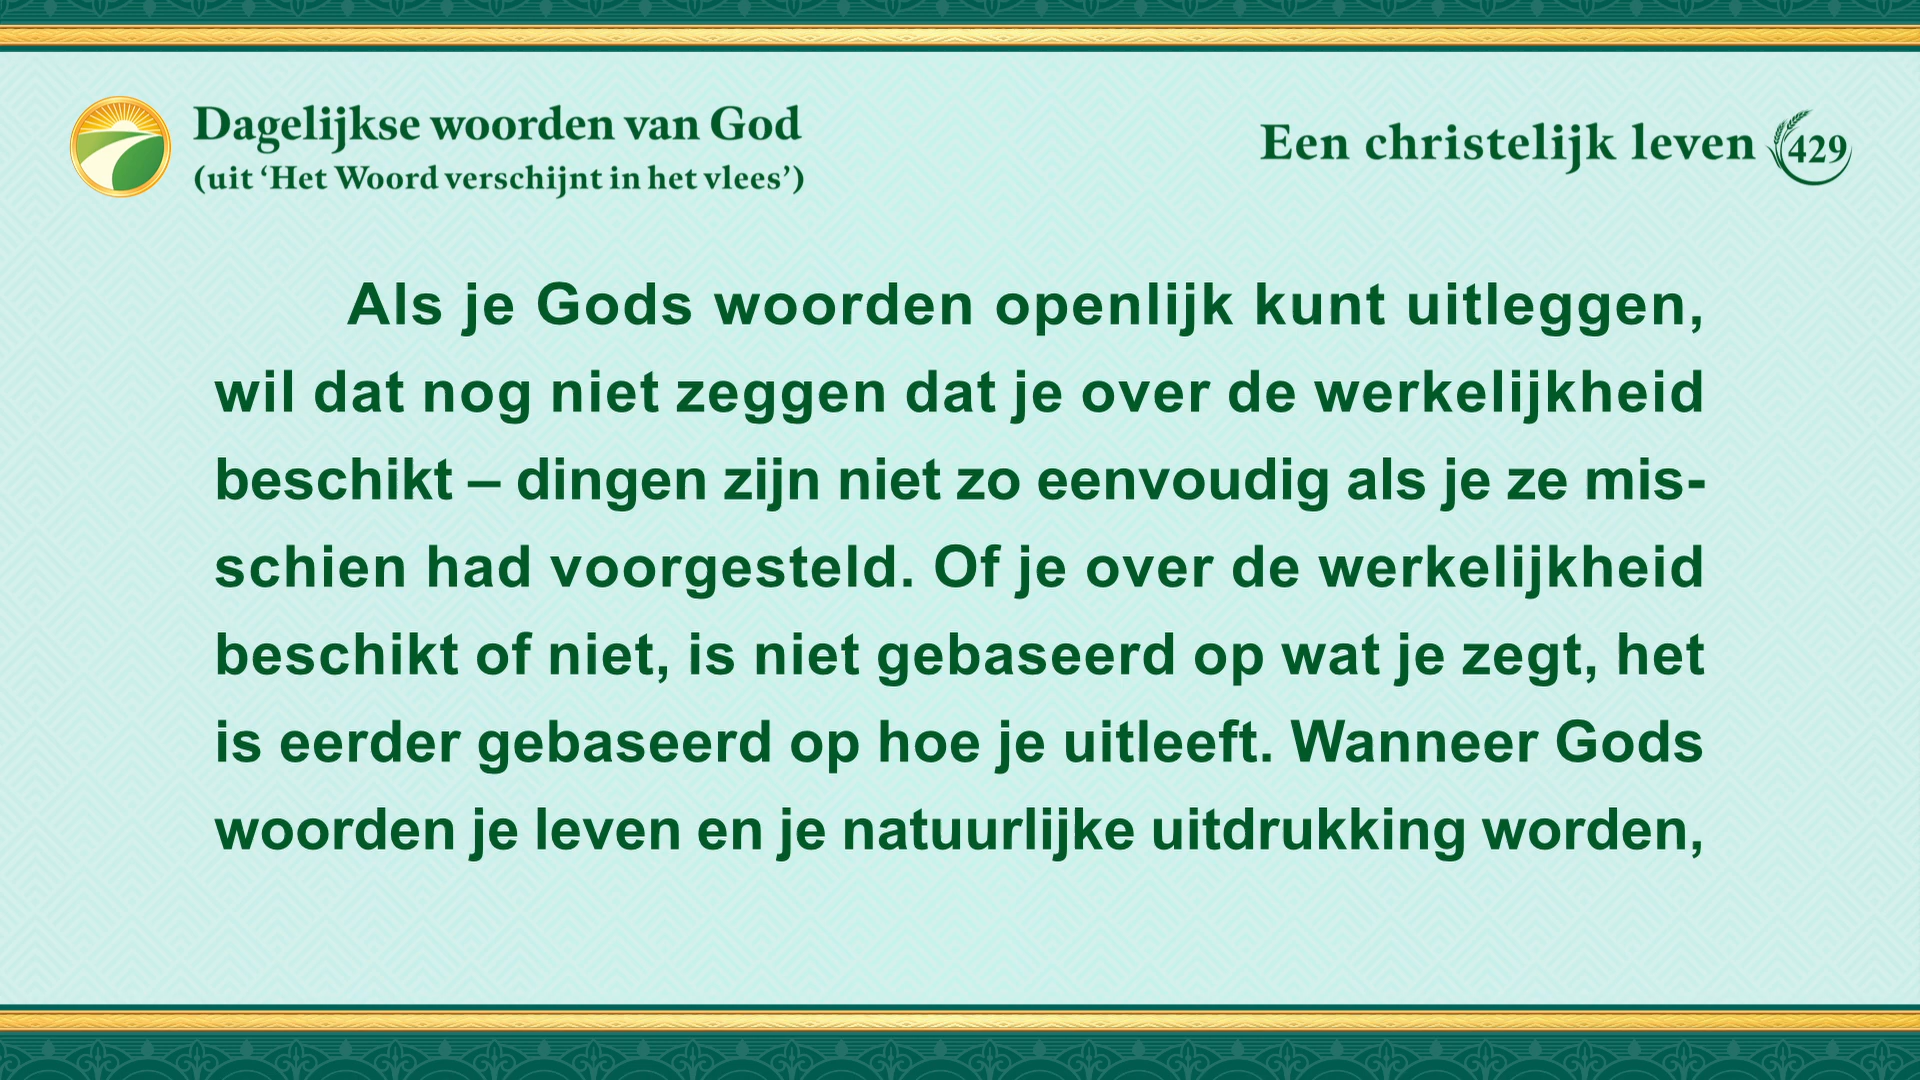 Dagelijkse woorden van God
(uit ‘Het Woord verschijnt in het vlees’)
Een christelijk leven 429
Als je Gods woorden openlijk kunt uitleggen,
wil dat nog niet zeggen dat je over de werkelijkheid
beschikt – dingen zijn niet zo eenvoudig als je ze mis-
schien had voorgesteld. Of je over de werkelijkheid
beschikt of niet, is niet gebaseerd op wat je zegt, het
is eerder gebaseerd op hoe je uitleeft. Wanneer Gods
woorden je leven en je natuurlijke uitdrukking worden,